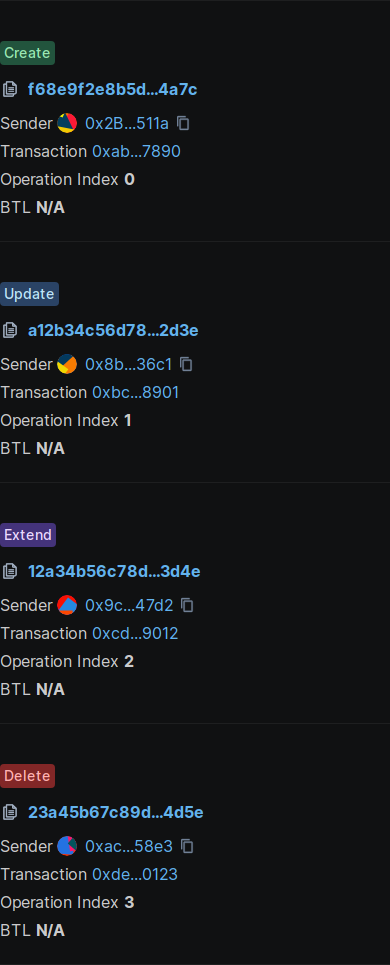 Create
f68e9f2e8b5d...4a7c
Sender 0x2B...511a
Transaction 0xab...7890
Operation Index 0
BTL N/A
Update
a12b34c56d78...2d3e
Sender 0x8b...36c1
Transaction 0xbc...8901
Operation Index 1
BTL N/A
Extend
12a34b56c78d...3d4e
Sender 0x9c...47d2
Transaction 0xcd...9012
Operation Index 2
BTL N/A
Delete
23a45b67c89d...4d5e
Sender 0xac...58e3
Transaction 0xde...0123
Operation Index 3
BTL N/A